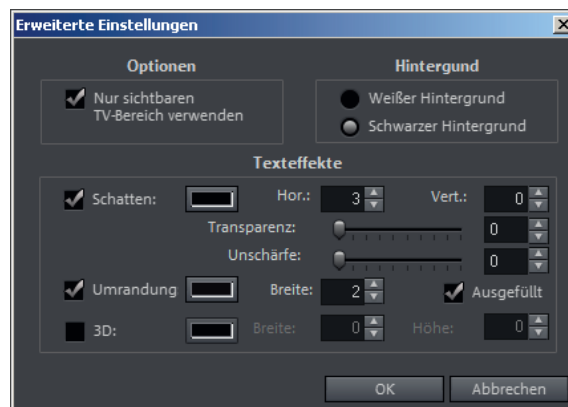 Erweiterte Einstellungen
Optionen
Hintergund
Nur sichtbaren
TV-Bereich verwenden
Weißer Hintergrund
Schwarzer Hintergrund
Texteffekte
Schatten: Hor.: 3 Vert.: 0
Transparenz: 0
Unschärfe: 0
Umrandung Breite: 2 Ausgefüllt
3D: Breite: 0 Höhe: 0
OK Abbrechen